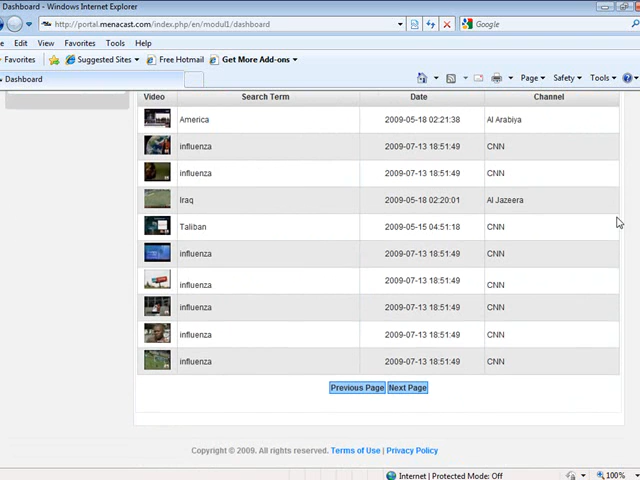 Dashboard - Windows Internet Explorer
http://portal.menacast.com/index.php/en/modul1/dashboard
Google
Edit View Favorites Tools Help
Favorites Suggested Sites Free Hotmail Get More Add-ons
Dashboard
Page Safety Tools
Video Search Term Date Channel
America 2009-05-18 02:21:38 Al Arabiya
influenza 2009-07-13 18:51:49 CNN
influenza 2009-07-13 18:51:49 CNN
Iraq 2009-05-18 02:20:01 Al Jazeera
Taliban 2009-05-15 04:51:18 CNN
influenza 2009-07-13 18:51:49 CNN
influenza 2009-07-13 18:51:49 CNN
influenza 2009-07-13 18:51:49 CNN
influenza 2009-07-13 18:51:49 CNN
influenza 2009-07-13 18:51:49 CNN
Previous Page Next Page
Copyright © 2009. All rights reserved. Terms of Use | Privacy Policy
Internet | Protected Mode: Off 100%